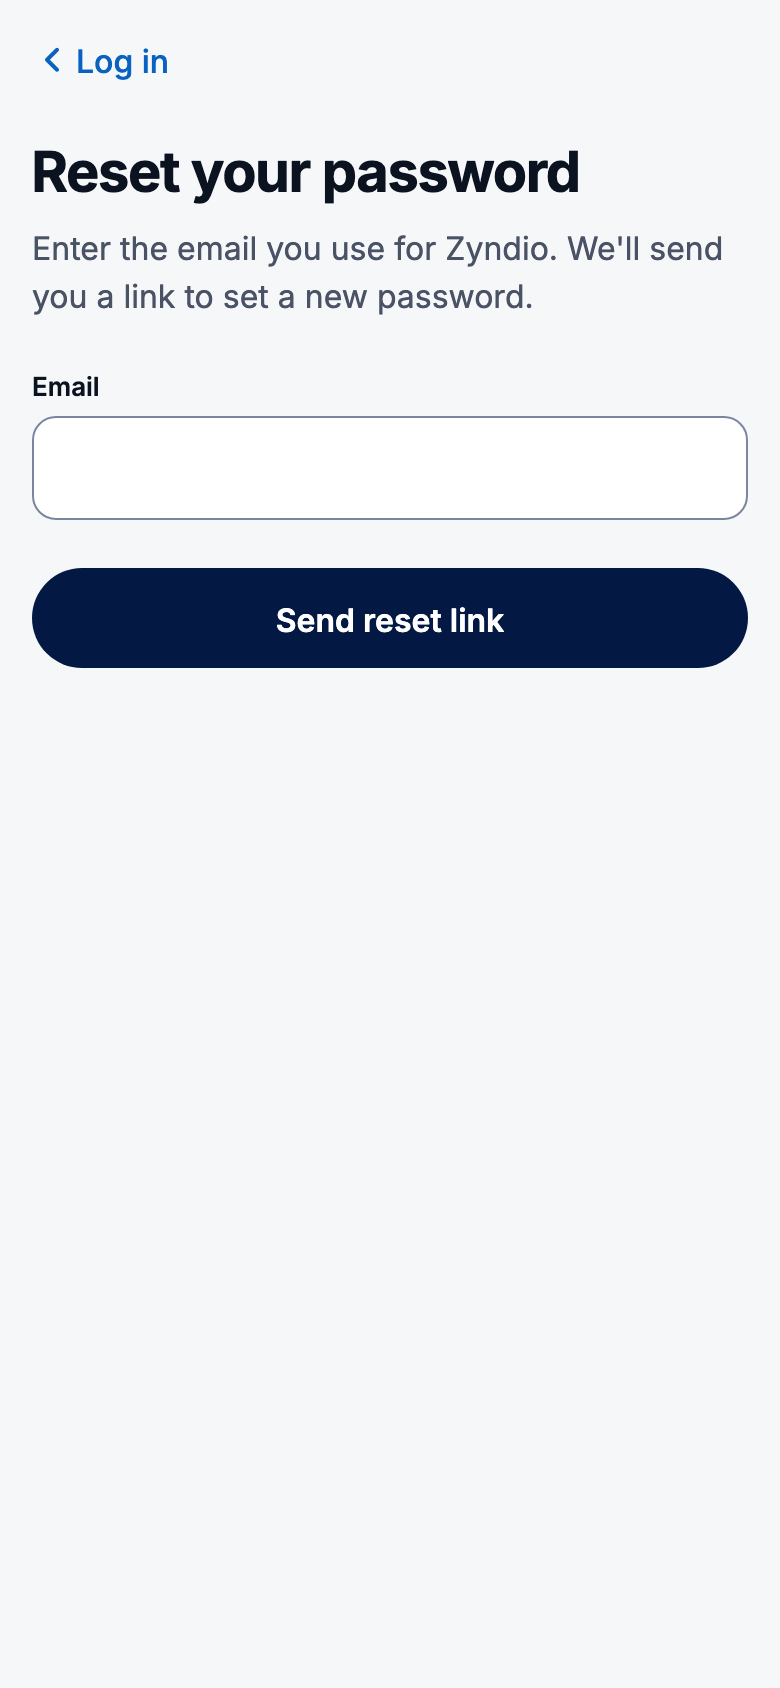 Log in
Reset your password
Enter the email you use for Zyndio. We'll send
you a link to set a new password.
Email
Send reset link